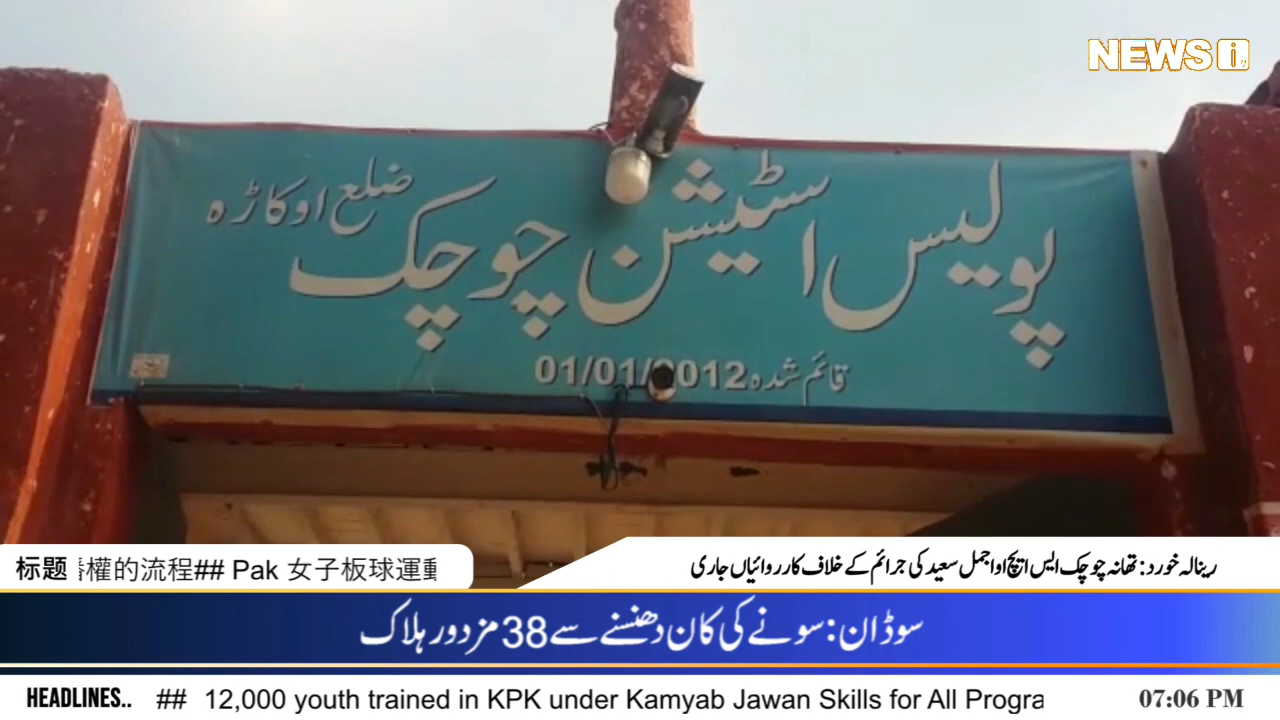 NEWS i
ضلع اوکاڑہ
پولیس اسٹیشن چوچک
قائم شدہ 01/01/2012
标题 權的流程## Pak 女子板球運動
رینالہ خورد: تھانہ چوچک ایس ایچ او اجمل سعید کی جرائم کے خلاف کارروائیاں جاری
سوڈان: سونے کی کان دھنسنے سے 38 مزدور ہلاک
HEADLINES.. ## 12,000 youth trained in KPK under Kamyab Jawan Skills for All Progra
07:06 PM